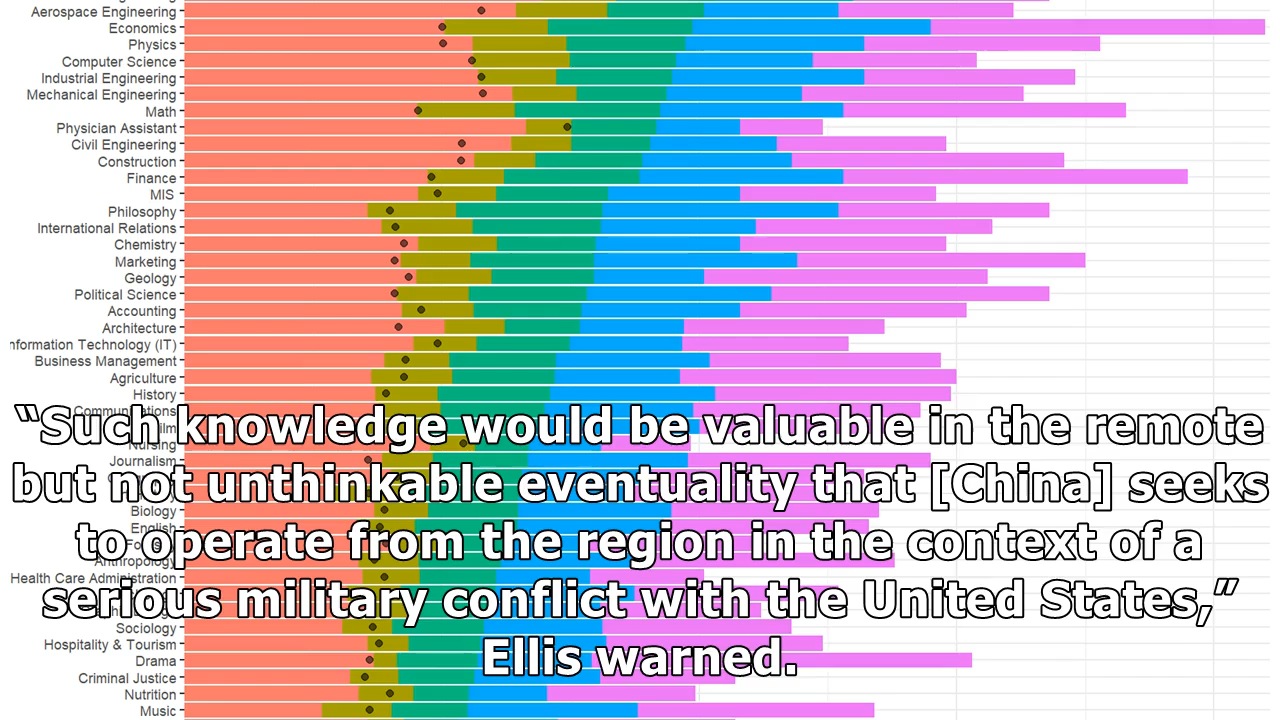 Aerospace Engineering
Economics
Physics
Computer Science
Industrial Engineering
Mechanical Engineering
Math
Physician Assistant
Civil Engineering
Construction
Finance
MIS
Philosophy
International Relations
Chemistry
Marketing
Geology
Political Science
Accounting
Architecture
nformation Technology (IT)
Business Management
Agriculture
History
Communications
Film
Nursing
Journalism
Biology
English
Anthropology
Health Care Administration
Sociology
Hospitality & Tourism
Drama
Criminal Justice
Nutrition
Music
“Such knowledge would be valuable in the remote
but not unthinkable eventuality that [China] seeks
to operate from the region in the context of a
serious military conflict with the United States,”
Ellis warned.